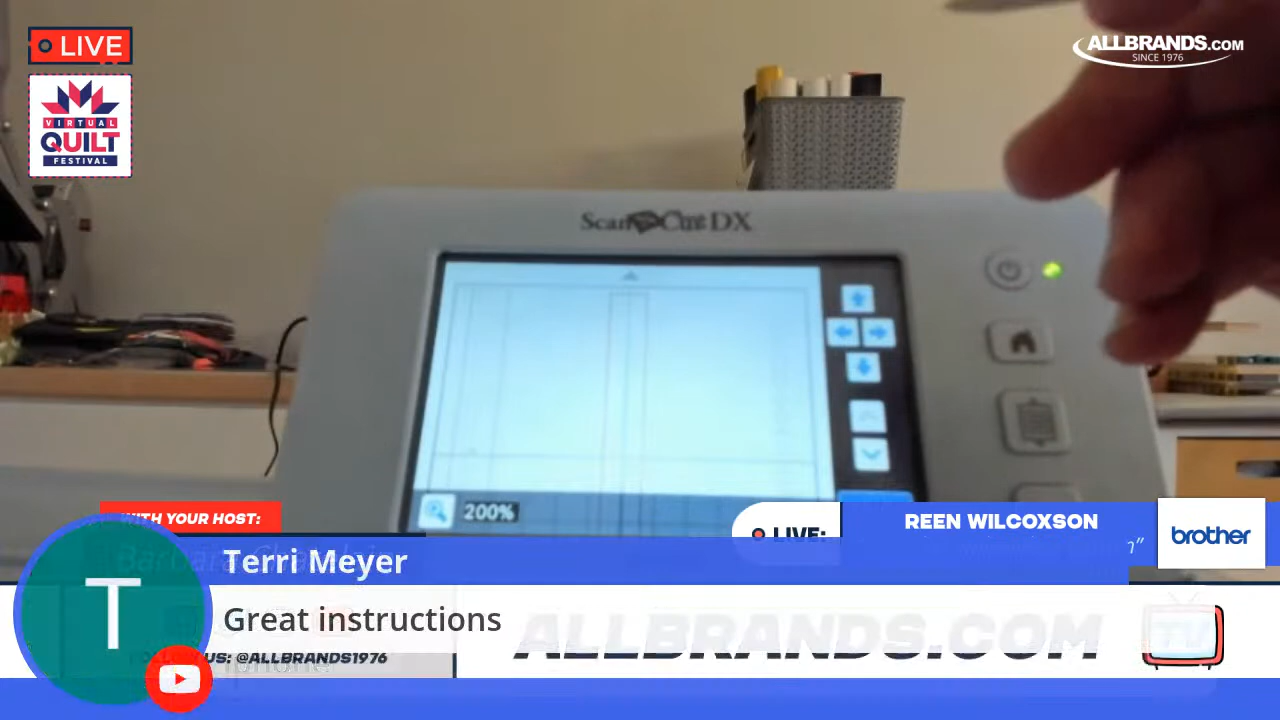 LIVE
VIRTUAL
QUILT
FESTIVAL
ALLBRANDS.COM
SINCE 1976
ScanNCut DX
200%
WITH YOUR HOST:
LIVE:
REEN WILCOXSON
brother
T
Terri Meyer
Great instructions
ALLBRANDS.COM
TV
US: @ALLBRANDS1976